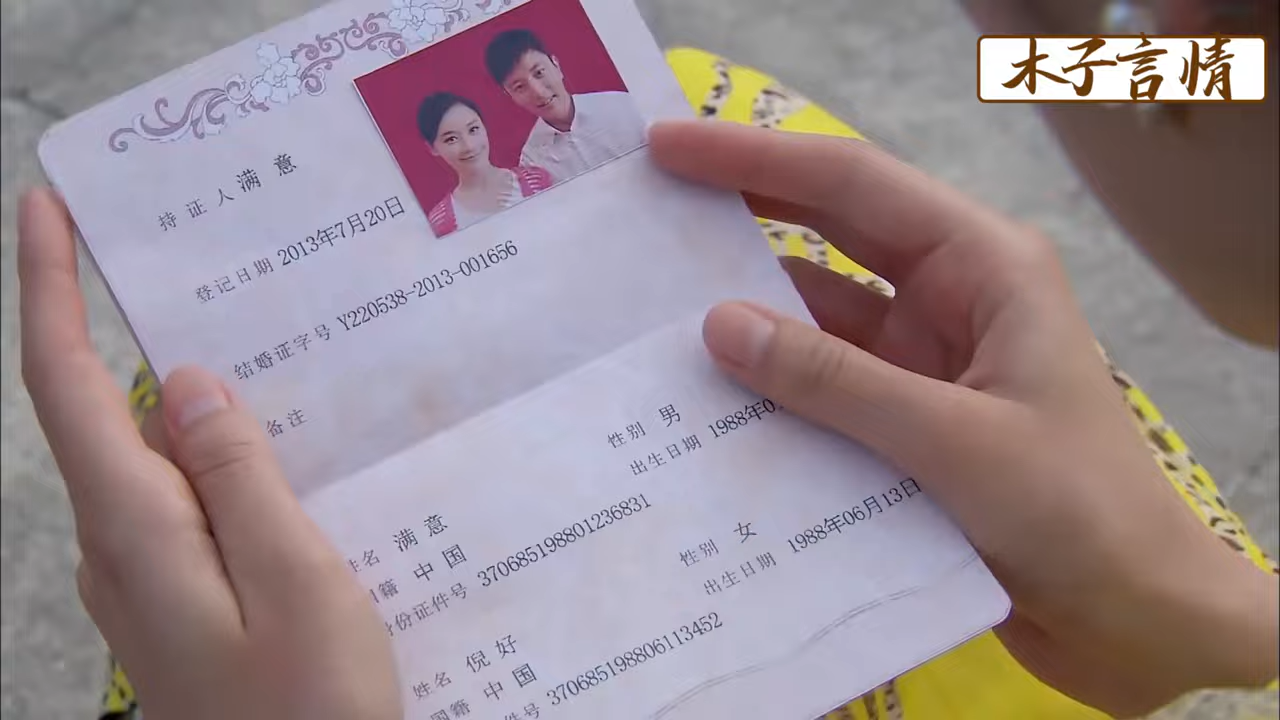 木子言情
持证人 满意
登记日期 2013年7月20日
结婚证字号 Y220538-2013-001656
备注
姓名 满意 性别 男
国籍 中国 出生日期 1988年0
身份证件号 370685198801236831
姓名 倪好 性别 女
国籍 中国 出生日期 1988年06月13日
件号 370685198806113452